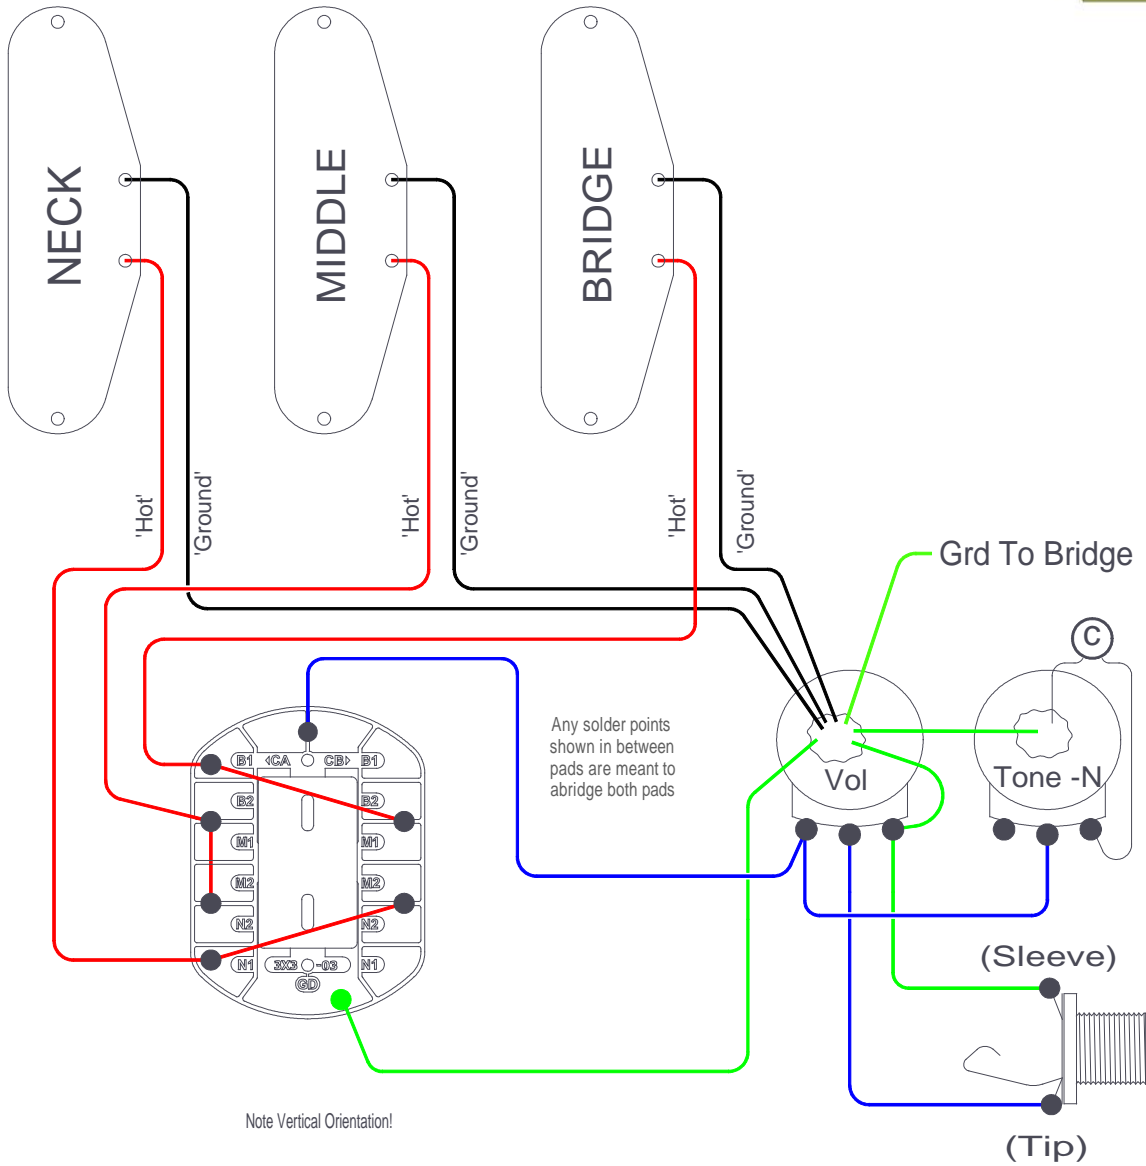 NECK
MIDDLE
BRIDGE
'Hot'
'Ground'
'Hot'
'Ground'
'Hot'
'Ground'
Grd To Bridge
C
Any solder points
shown in between
pads are meant to
abridge both pads
Vol
Tone -N
B1 CA CB B1
B2 B2
M1 M1
M2 M2
N2 N2
N1 3X3 -03 N1
GD
(Sleeve)
(Tip)
Note Vertical Orientation!